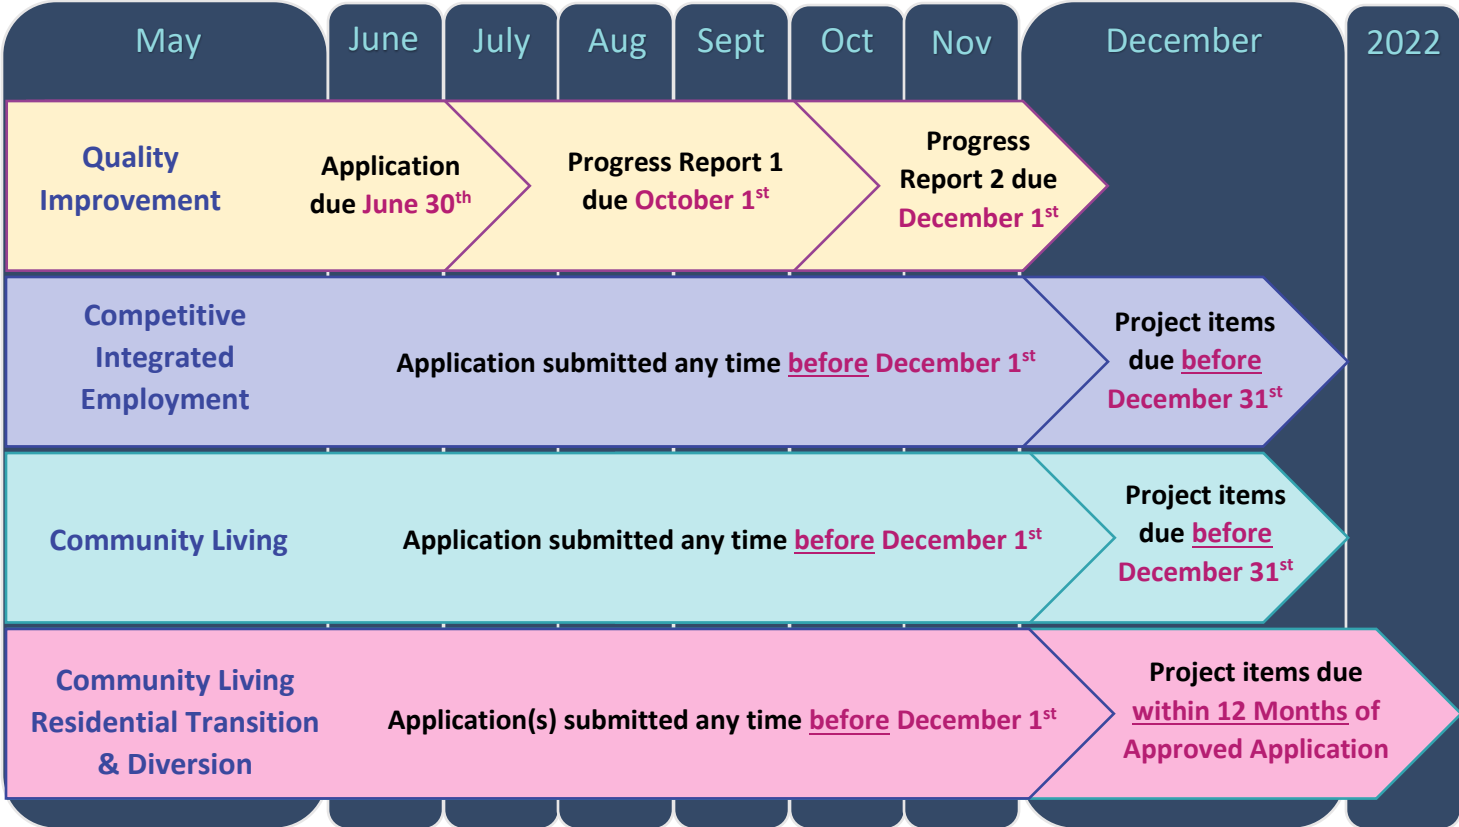 May
June
July
Aug
Sept
Oct
Nov
December
2022
Quality
Improvement
Application
due June 30th
Progress Report 1
due October 1st
Progress
Report 2 due
December 1st
Competitive
Integrated
Employment
Application submitted any time before December 1st
Project items
due before
December 31st
Community Living
Application submitted any time before December 1st
Project items
due before
December 31st
Community Living
Residential Transition
& Diversion
Application(s) submitted any time before December 1st
Project items due
within 12 Months of
Approved Application